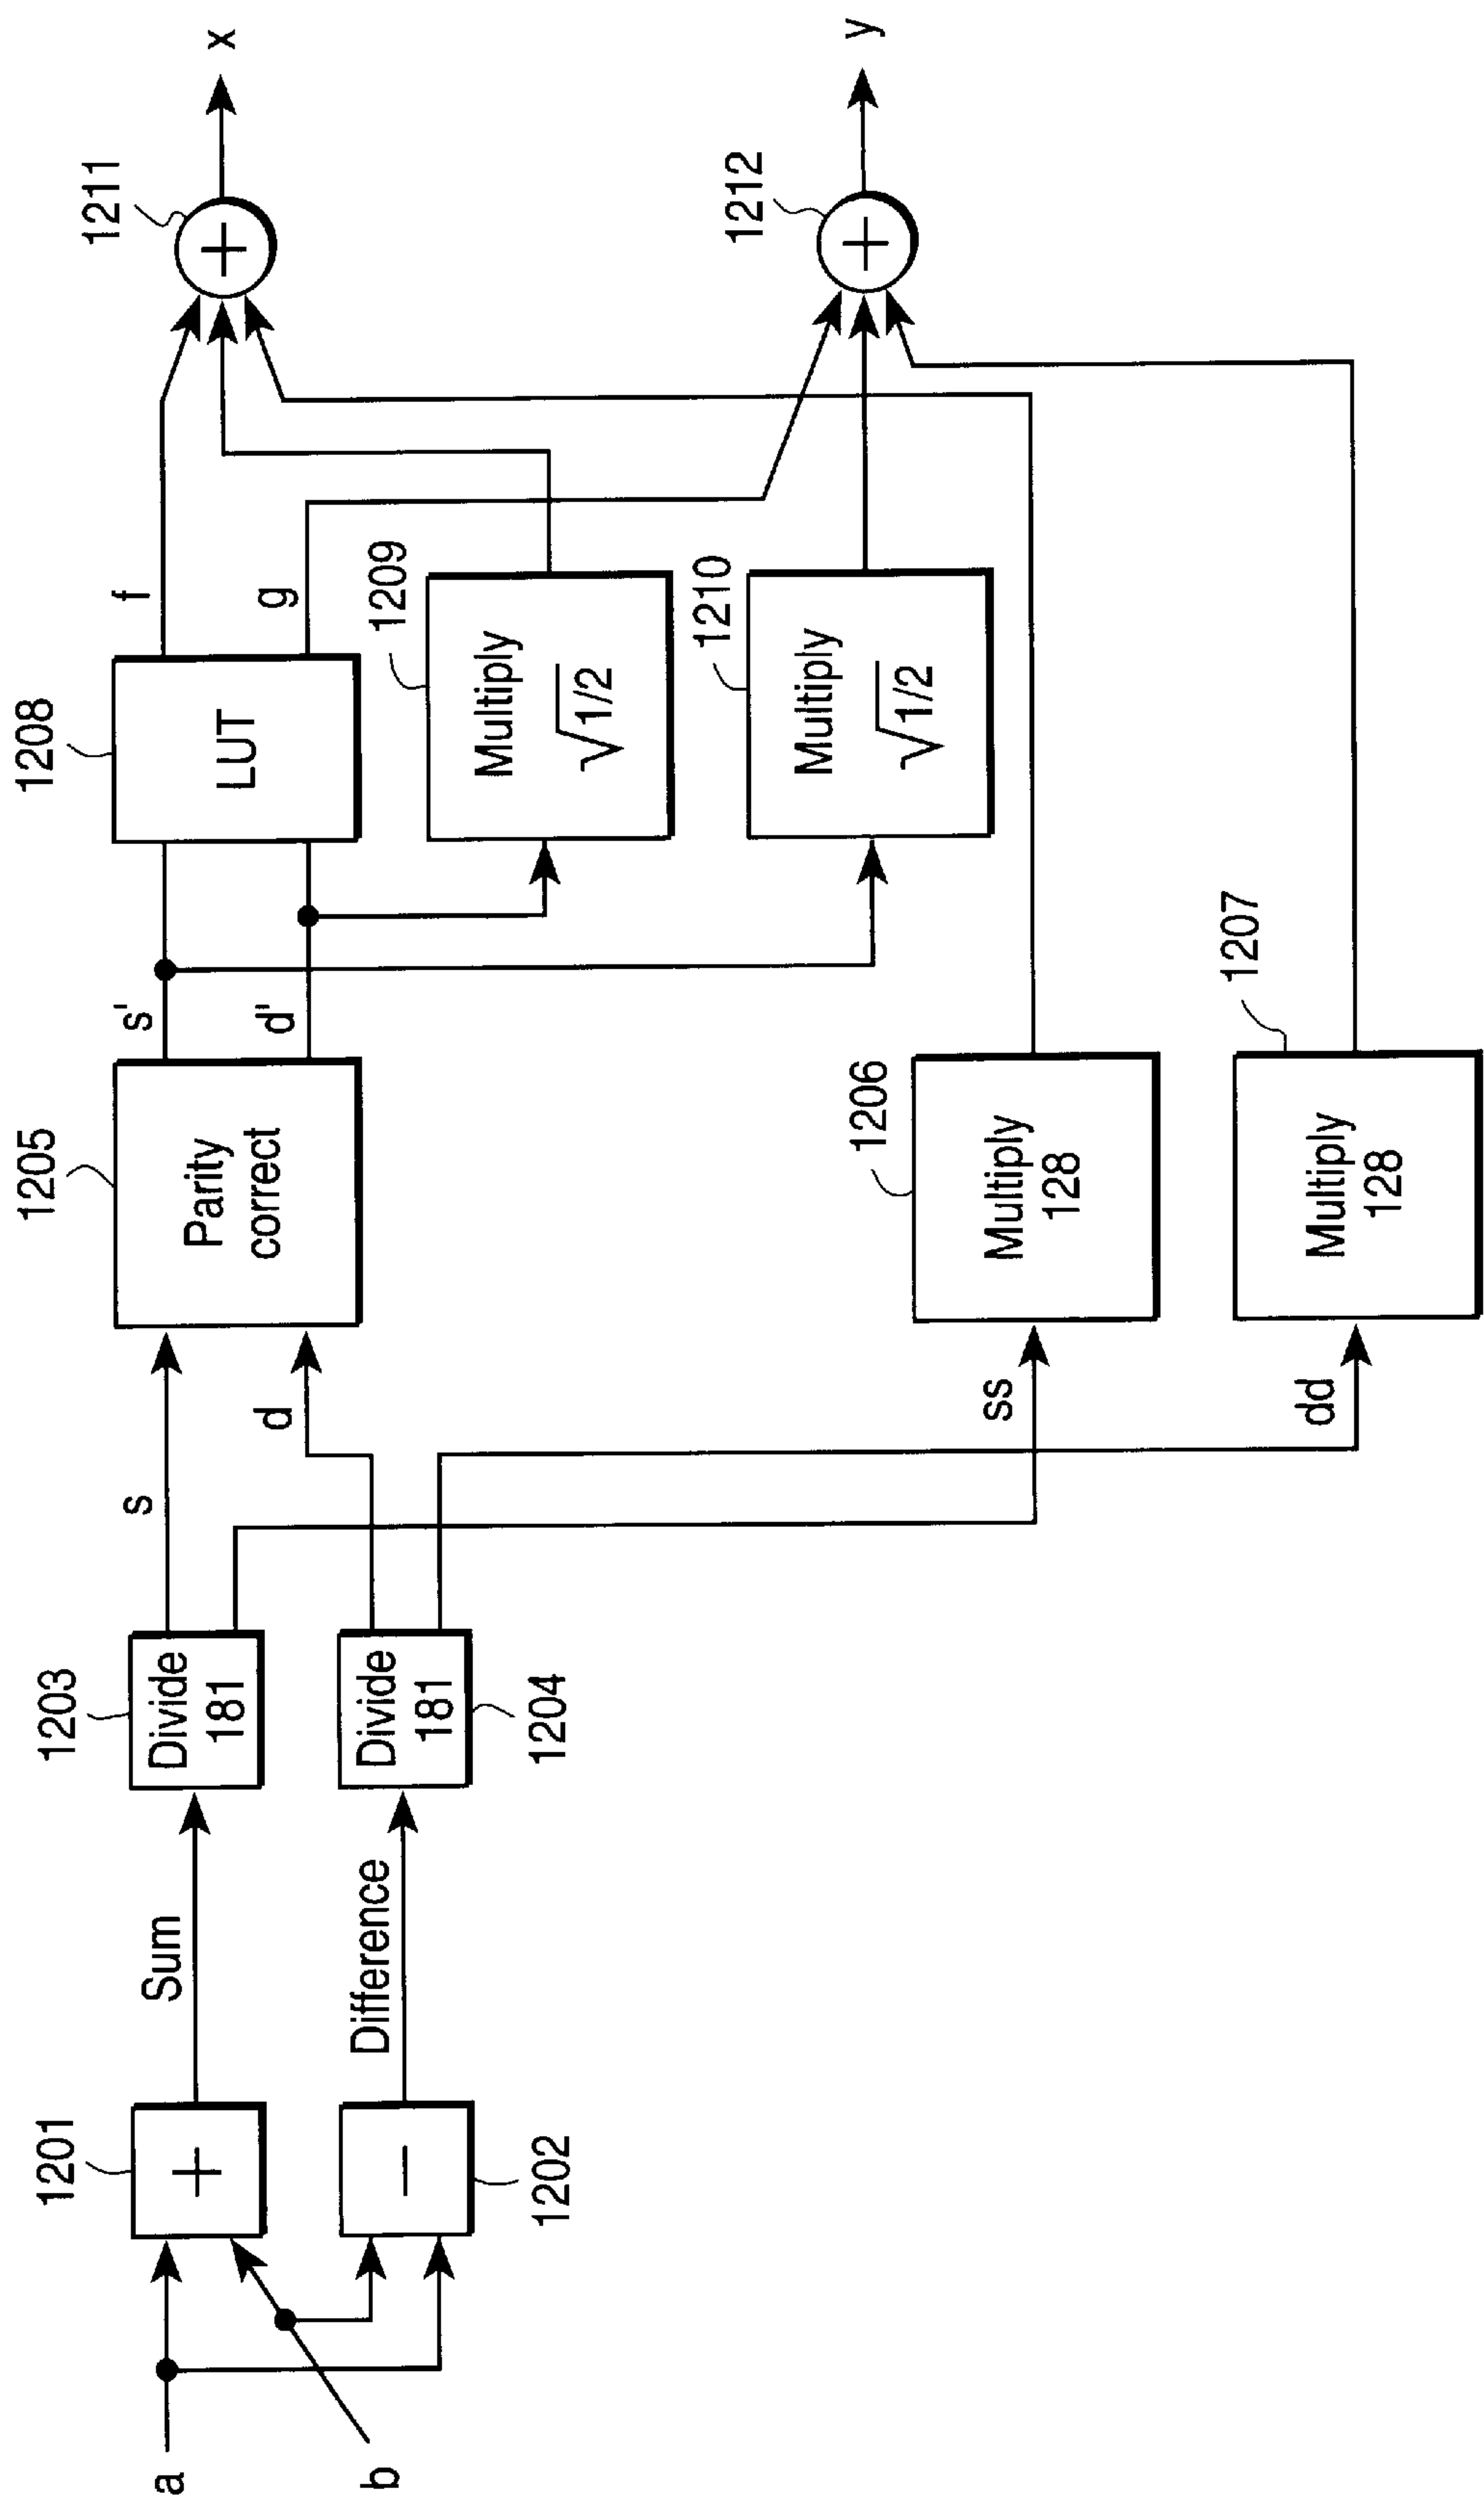 a
b
1201
+
1202
−
Sum
Difference
1203
Divide
181
1204
Divide
181
s
d
ss
dd
1205
Parity
correct
1206
Multiply
128
1207
Multiply
128
s'
d'
1208
LUT
1209
Multiply
√1/2
1210
Multiply
√1/2
f
g
1211
+
1212
+
x
y